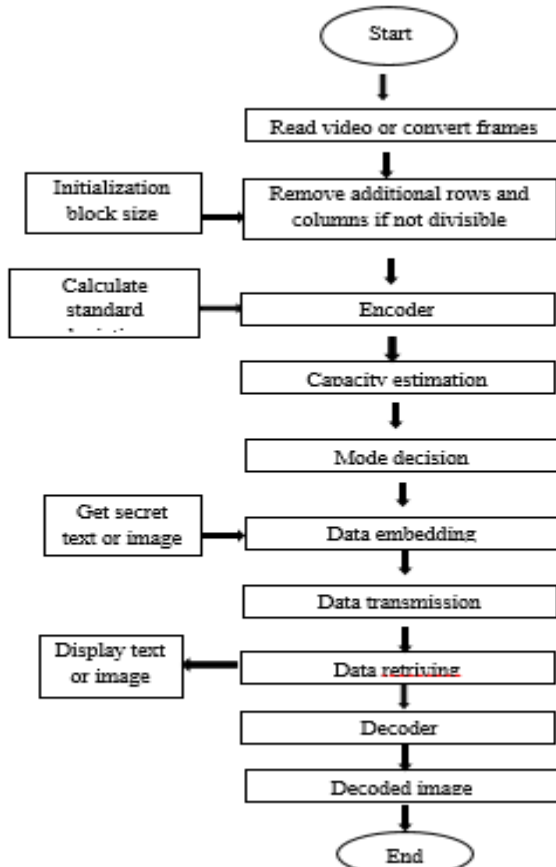 Start
Read video or convert frames
Initialization
block size
Remove additional rows and
columns if not divisible
Calculate
standard
Encoder
Capacity estimation
Mode decision
Get secret
text or image
Data embedding
Data transmission
Display text
or image
Data retriving
Decoder
Decoded image
End